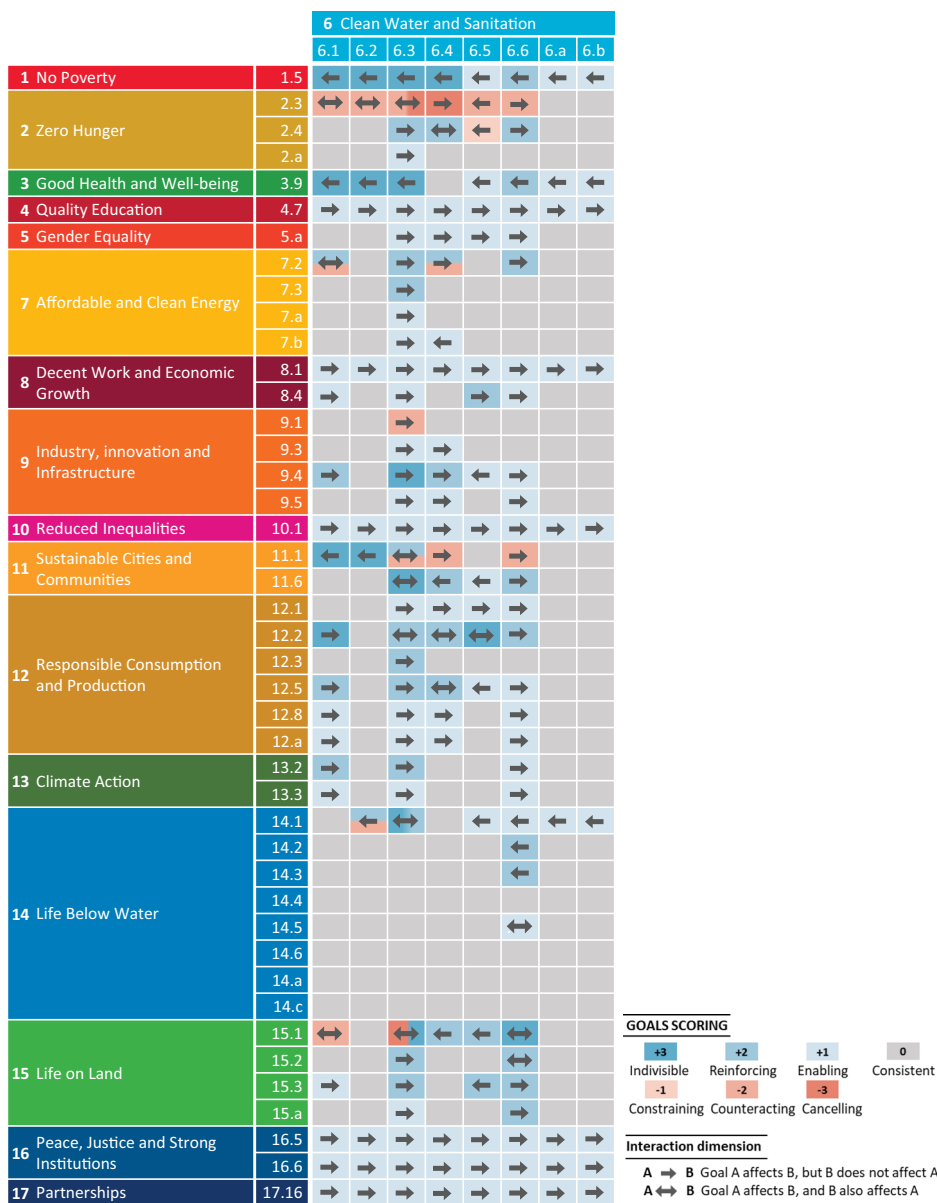 6 Clean Water and Sanitation
6.1 6.2 6.3 6.4 6.5 6.6 6.a 6.b
1 No Poverty 1.5
2 Zero Hunger
2.3
2.4
2.a
3 Good Health and Well-being 3.9
4 Quality Education 4.7
5 Gender Equality 5.a
7 Affordable and Clean Energy
7.2
7.3
7.a
7.b
8 Decent Work and Economic
Growth
8.1
8.4
9 Industry, innovation and
Infrastructure
9.1
9.3
9.4
9.5
10 Reduced Inequalities 10.1
11 Sustainable Cities and
Communities
11.1
11.6
12 Responsible Consumption
and Production
12.1
12.2
12.3
12.5
12.8
12.a
13 Climate Action
13.2
13.3
14 Life Below Water
14.1
14.2
14.3
14.4
14.5
14.6
14.a
14.c
15 Life on Land
15.1
15.2
15.3
15.a
16 Peace, Justice and Strong
Institutions
16.5
16.6
17 Partnerships 17.16
GOALS SCORING
+3 +2 +1 0
Indivisible Reinforcing Enabling Consistent
-1 -2 -3
Constraining Counteracting Cancelling
Interaction dimension
A → B Goal A affects B, but B does not affect A
A ↔ B Goal A affects B, and B also affects A